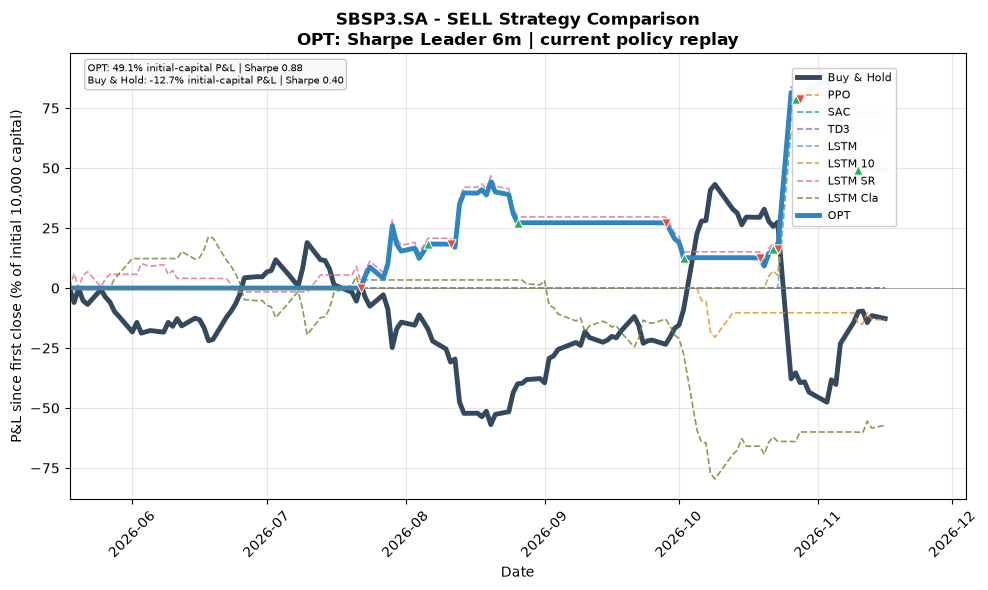 SBSP3.SA - SELL Strategy Comparison
OPT: Sharpe Leader 6m | current policy replay
OPT: 49.1% initial-capital P&L | Sharpe 0.88
Buy & Hold: -12.7% initial-capital P&L | Sharpe 0.40
Buy & Hold
PPO
SAC
TD3
LSTM
LSTM 10
LSTM SR
LSTM Cla
OPT
P&L since first close (% of initial 10,000 capital)
75
50
25
0
−25
−50
−75
2026-06
2026-07
2026-08
2026-09
2026-10
2026-11
2026-12
Date